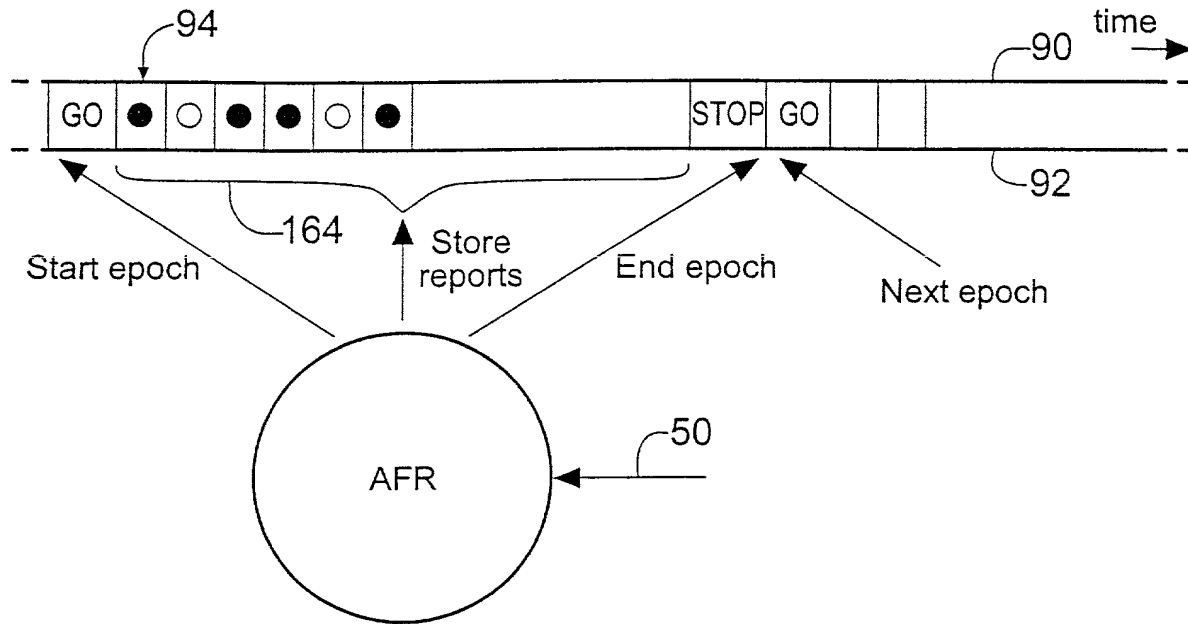 94
time
90
GO
STOP
GO
92
164
Start epoch
Store
reports
End epoch
Next epoch
50
AFR